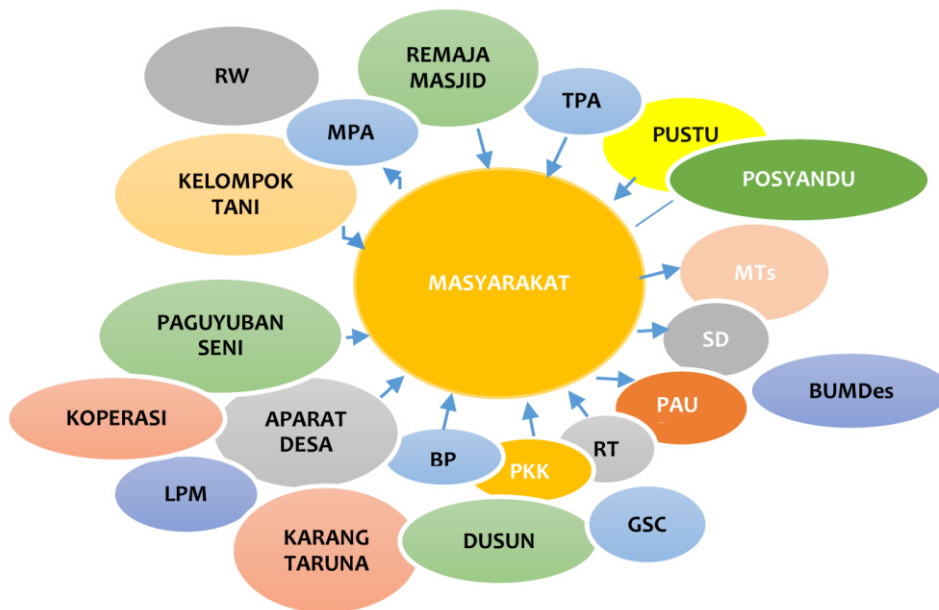 REMAJA
MASJID
RW
TPA
MPA
PUSTU
KELOMPOK
TANI
POSYANDU
MASYARAKAT
MTs
PAGUYUBAN
SENI
SD
BUMDes
PAU
KOPERASI
APARAT
DESA
RT
BP
PKK
LPM
GSC
KARANG
TARUNA
DUSUN